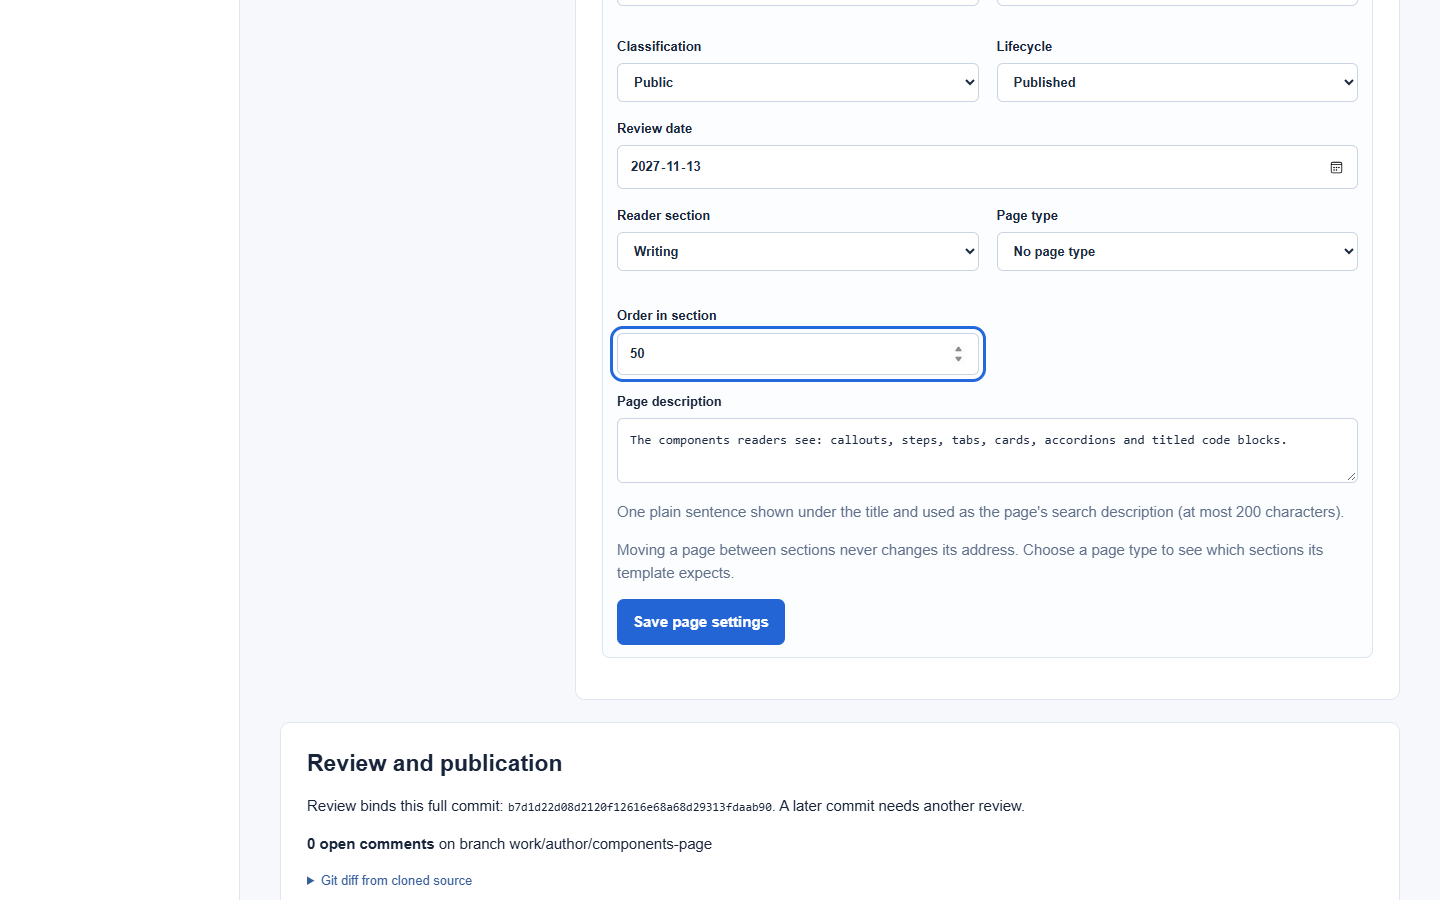 Classification
Lifecycle
Public
Published
Review date
2027-11-13
Reader section
Page type
Writing
No page type
Order in section
50
Page description
The components readers see: callouts, steps, tabs, cards, accordions and titled code blocks.
One plain sentence shown under the title and used as the page's search description (at most 200 characters).
Moving a page between sections never changes its address. Choose a page type to see which sections its
template expects.
Save page settings
Review and publication
Review binds this full commit: b7d1d22d08d2120f12616e68a68d29313fdaab90. A later commit needs another review.
0 open comments on branch work/author/components-page
Git diff from cloned source